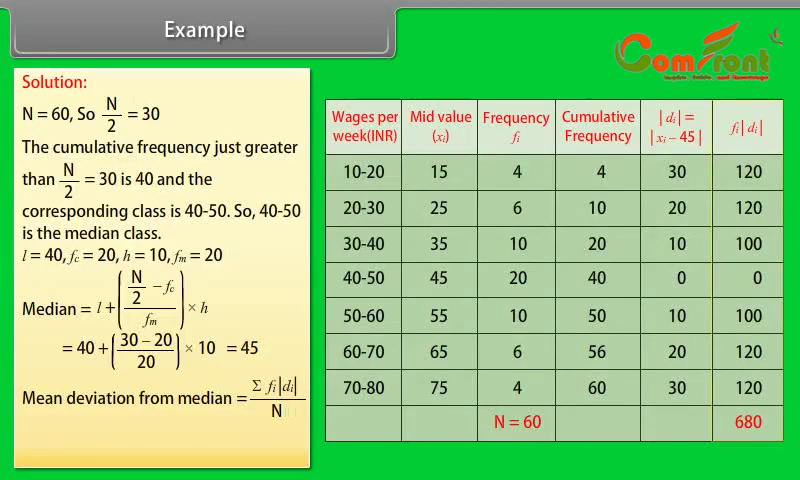 Example
ComFront
Solution:
N = 60, So N/2 = 30
The cumulative frequency just greater
than N/2 = 30 is 40 and the
corresponding class is 40-50. So, 40-50
is the median class.
l = 40, f_c = 20, h = 10, f_m = 20
Median = l + ((N/2 − f_c)/f_m) × h
= 40 + ((30 − 20)/20) × 10 = 45
Mean deviation from median = Σ f_i|d_i| / N
Wages per week(INR) | Mid value (x_i) | Frequency f_i | Cumulative Frequency | |d_i| = |x_i − 45| | f_i|d_i|
10-20 15 4 4 30 120
20-30 25 6 10 20 120
30-40 35 10 20 10 100
40-50 45 20 40 0 0
50-60 55 10 50 10 100
60-70 65 6 56 20 120
70-80 75 4 60 30 120
N = 60 680